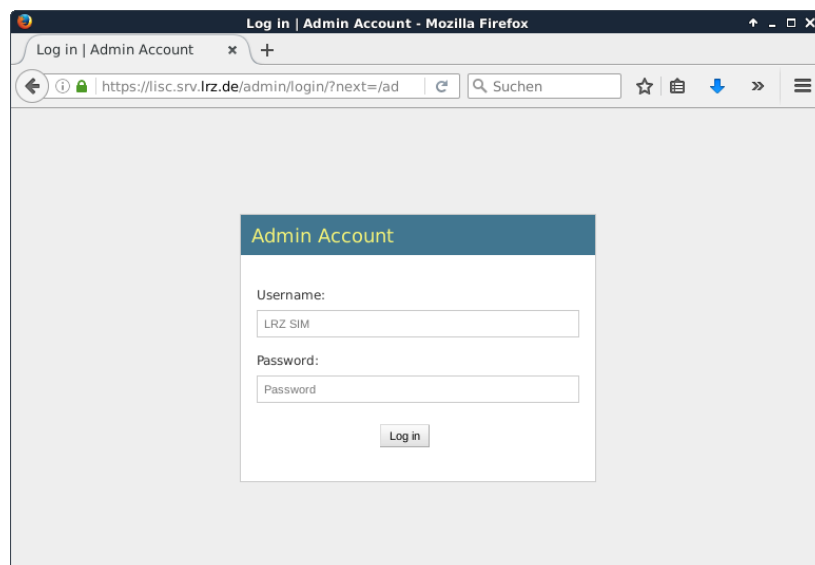 Log in | Admin Account - Mozilla Firefox
Log in | Admin Account
https://lisc.srv.lrz.de/admin/login/?next=/ad
Suchen
Admin Account
Username:
LRZ SIM
Password:
Password
Log in